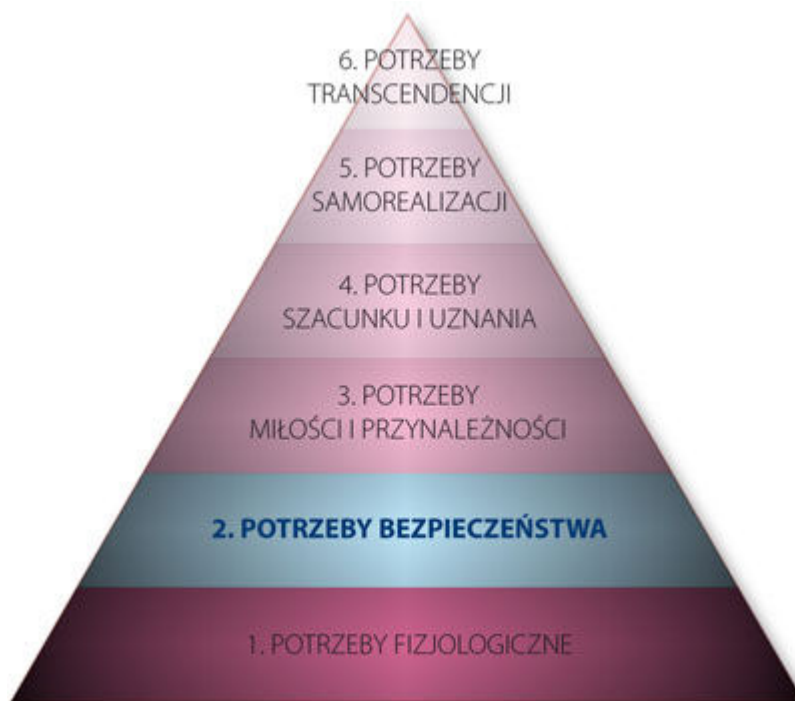 6. POTRZEBY
TRANSCENDENCJI
5. POTRZEBY
SAMOREALIZACJI
4. POTRZEBY
SZACUNKU I UZNANIA
3. POTRZEBY
MIŁOŚCI I PRZYNALEŻNOŚCI
2. POTRZEBY BEZPIECZEŃSTWA
1. POTRZEBY FIZJOLOGICZNE